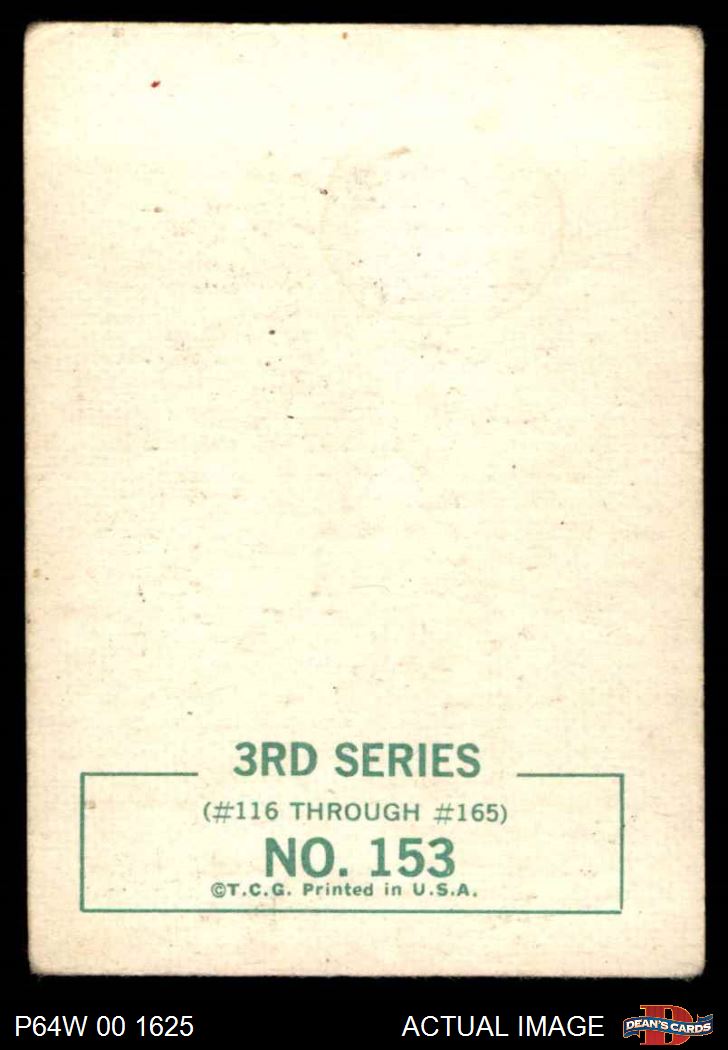 3RD SERIES
(#116 THROUGH #165)
NO. 153
©T.C.G. Printed in U.S.A.
P64W 00 1625
ACTUAL IMAGE
D
DEAN'S CARDS